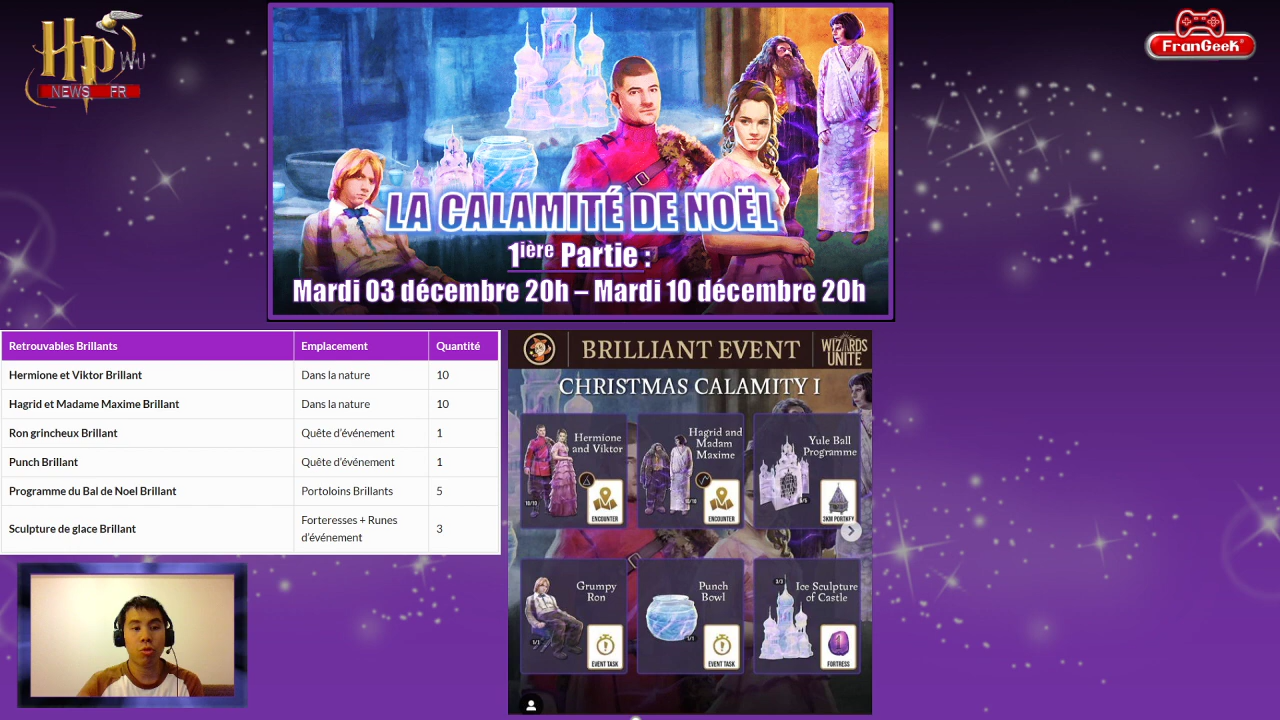 Hp Wu
NEWS FR
FranGeeK
LA CALAMITÉ DE NOËL
1ière Partie :
Mardi 03 décembre 20h – Mardi 10 décembre 20h
Retrouvables Brillants Emplacement Quantité
Hermione et Viktor Brillant Dans la nature 10
Hagrid et Madame Maxime Brillant Dans la nature 10
Ron grincheux Brillant Quête d'événement 1
Punch Brillant Quête d'événement 1
Programme du Bal de Noel Brillant Portoloins Brillants 5
Sculpture de glace Brillant Forteresses + Runes
d'événement 3
BRILLIANT EVENT
WIZARDS
UNITE
CHRISTMAS CALAMITY I
Hermione
and Viktor
10/10
ENCOUNTER
Hagrid and
Madam
Maxime
10/10
ENCOUNTER
Yule Ball
Programme
3KM PORTKEY
Grumpy
Ron
1/1
EVENT TASK
Punch
Bowl
1/1
EVENT TASK
3/3
Ice Sculpture
of Castle
1
FORTRESS